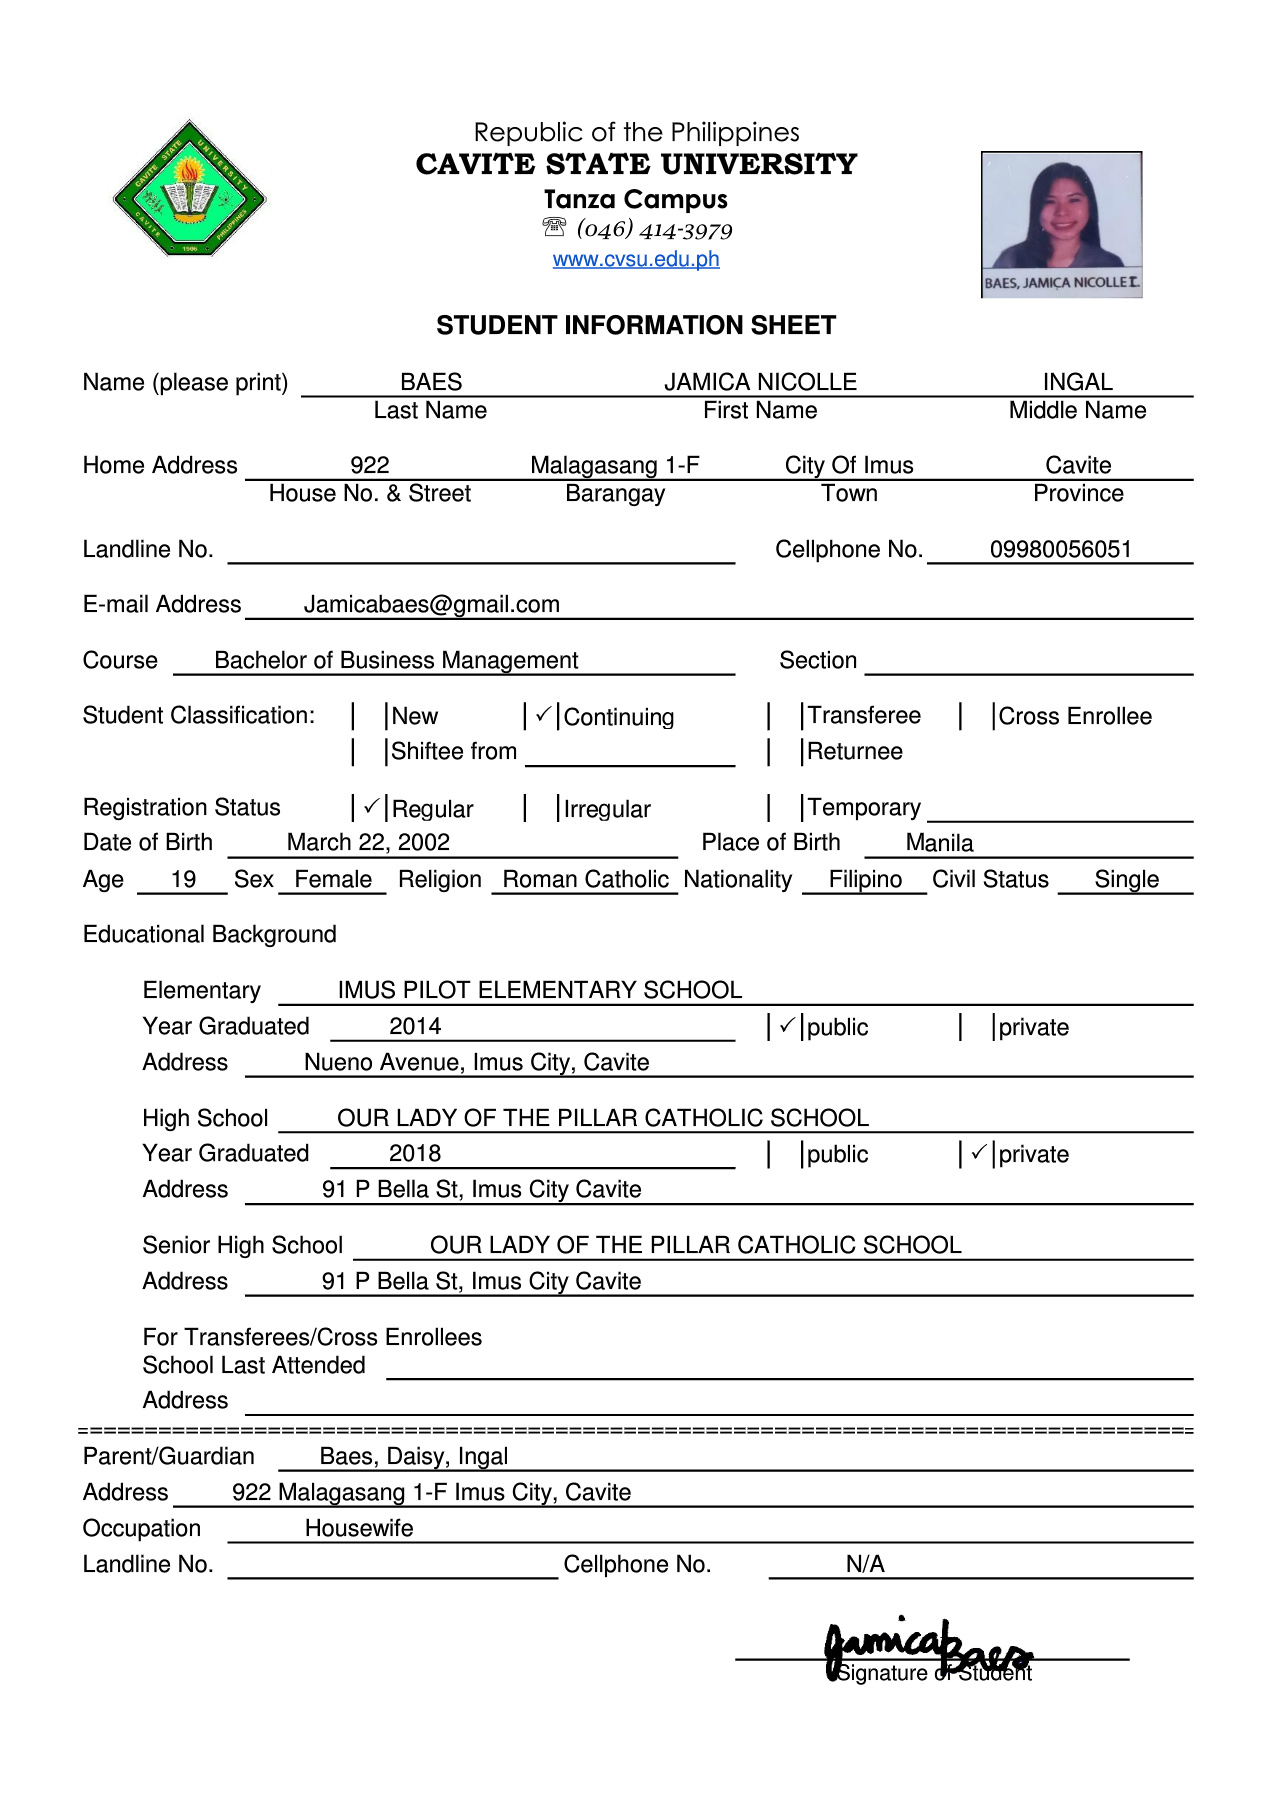 Republic of the Philippines
CAVITE STATE UNIVERSITY
Tanza Campus
☏ (046) 414-3979
www.cvsu.edu.ph
CAVITE STATE UNIVERSITY
CAVITE 1906 PHILIPPINES
BAES, JAMICA NICOLLE I.
STUDENT INFORMATION SHEET
Name (please print) BAES JAMICA NICOLLE INGAL
Last Name First Name Middle Name
Home Address 922 Malagasang 1-F City Of Imus Cavite
House No. & Street Barangay Town Province
Landline No. Cellphone No. 09980056051
E-mail Address Jamicabaes@gmail.com
Course Bachelor of Business Management Section
Student Classification: | |New |✓|Continuing | |Transferee | |Cross Enrollee
| |Shiftee from | |Returnee
Registration Status |✓|Regular | |Irregular | |Temporary
Date of Birth March 22, 2002 Place of Birth Manila
Age 19 Sex Female Religion Roman Catholic Nationality Filipino Civil Status Single
Educational Background
Elementary IMUS PILOT ELEMENTARY SCHOOL
Year Graduated 2014 |✓|public | |private
Address Nueno Avenue, Imus City, Cavite
High School OUR LADY OF THE PILLAR CATHOLIC SCHOOL
Year Graduated 2018 | |public |✓|private
Address 91 P Bella St, Imus City Cavite
Senior High School OUR LADY OF THE PILLAR CATHOLIC SCHOOL
Address 91 P Bella St, Imus City Cavite
For Transferees/Cross Enrollees
School Last Attended
Address
Parent/Guardian Baes, Daisy, Ingal
Address 922 Malagasang 1-F Imus City, Cavite
Occupation Housewife
Landline No. Cellphone No. N/A
Jamica Baes
Signature of Student